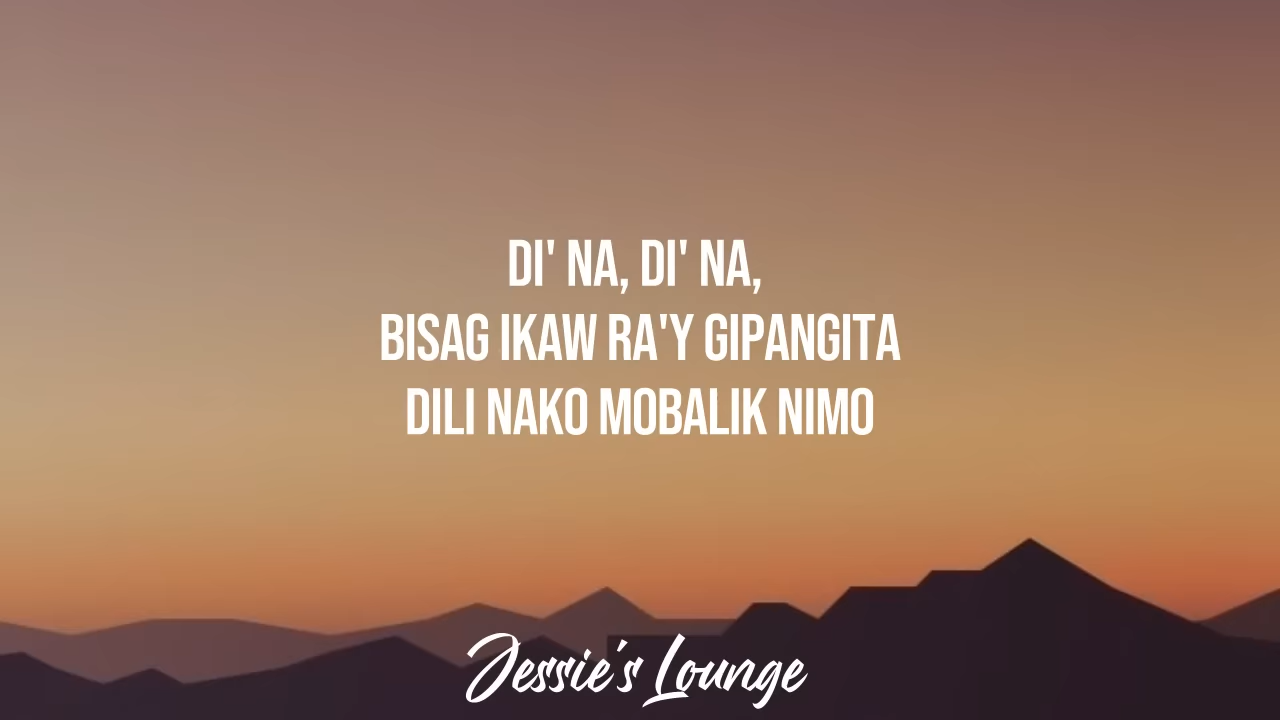 DI' NA, DI' NA,
BISAG IKAW RA'Y GIPANGITA
DILI NAKO MOBALIK NIMO
Jessie's Lounge